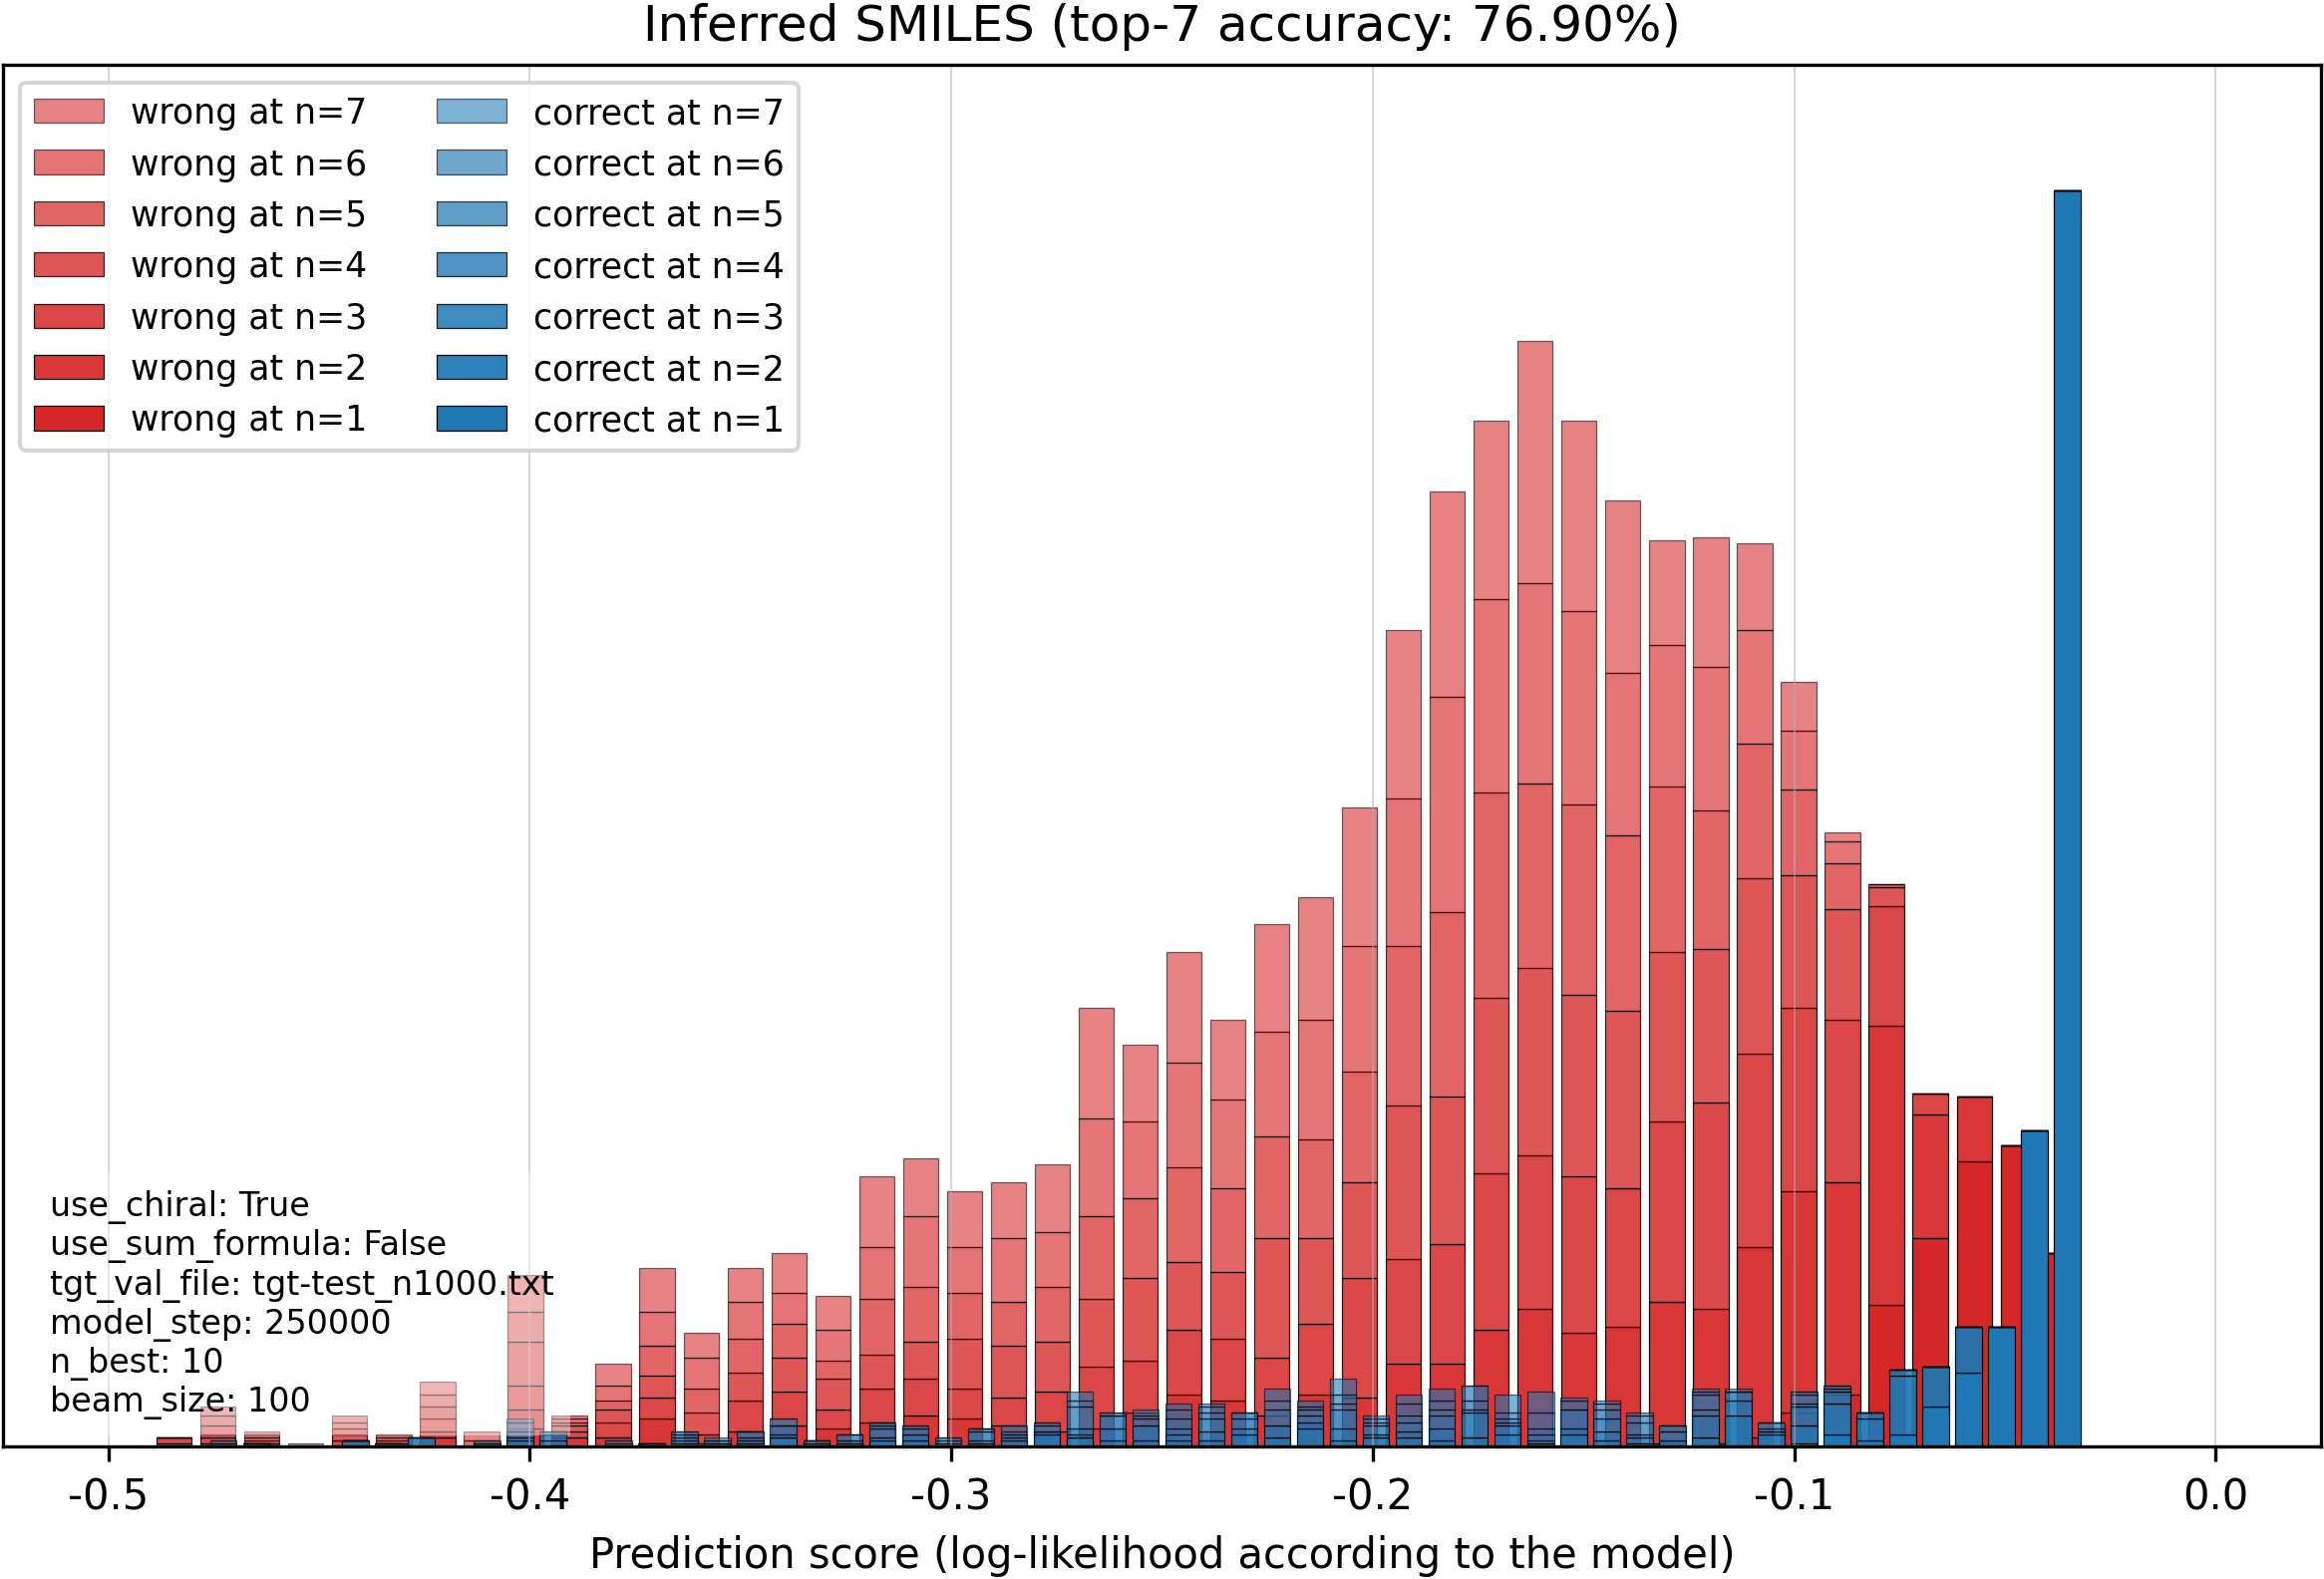 Inferred SMILES (top-7 accuracy: 76.90%)
wrong at n=7
wrong at n=6
wrong at n=5
wrong at n=4
wrong at n=3
wrong at n=2
wrong at n=1
correct at n=7
correct at n=6
correct at n=5
correct at n=4
correct at n=3
correct at n=2
correct at n=1
use_chiral: True
use_sum_formula: False
tgt_val_file: tgt-test_n1000.txt
model_step: 250000
n_best: 10
beam_size: 100
-0.5 -0.4 -0.3 -0.2 -0.1 0.0
Prediction score (log-likelihood according to the model)